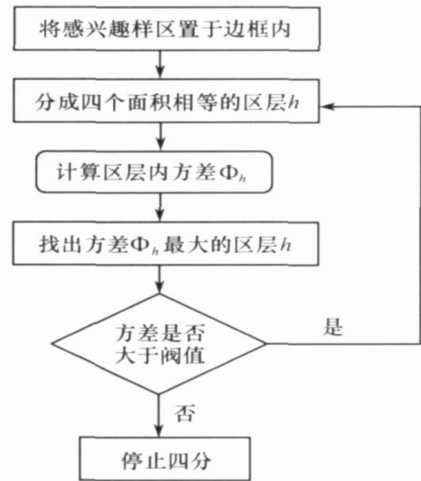 将感兴趣样区置于边框内
分成四个面积相等的区层h
计算区层内方差Φh
找出方差Φh最大的区层h
方差是否
大于阀值
是
否
停止四分